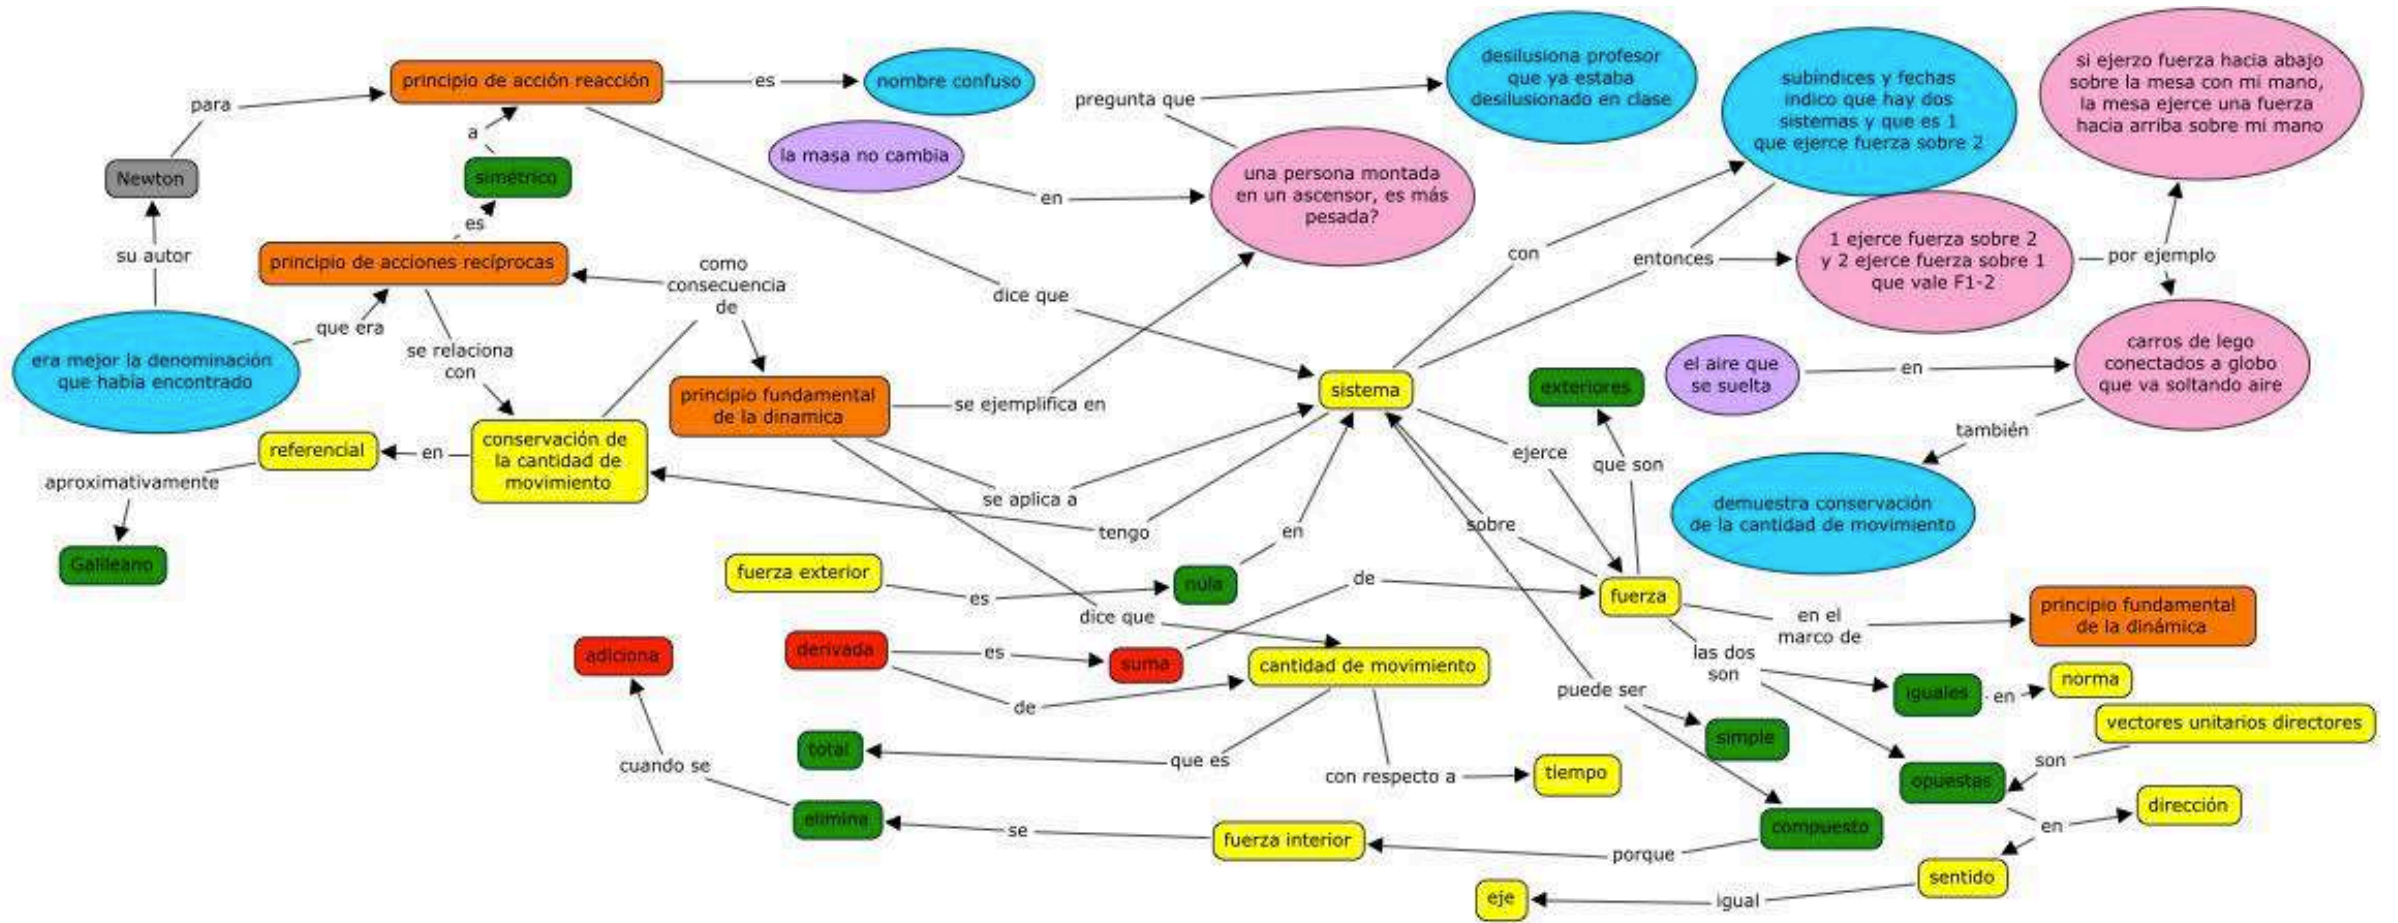 principio de acción reacción
es
nombre confuso
para
a
Newton
simétrico
es
su autor
principio de acciones recíprocas
que era
era mejor la denominación
que había encontrado
se relaciona
con
como
consecuencia
de
la masa no cambia
en
pregunta que
desilusiona profesor
que ya estaba
desilusionado en clase
una persona montada
en un ascensor, es más
pesada?
subíndices y fechas
indico que hay dos
sistemas y que es 1
que ejerce fuerza sobre 2
si ejerzo fuerza hacia abajo
sobre la mesa con mi mano,
la mesa ejerce una fuerza
hacia arriba sobre mi mano
con
entonces
1 ejerce fuerza sobre 2
y 2 ejerce fuerza sobre 1
que vale F1-2
por ejemplo
dice que
carros de lego
conectados a globo
que va soltando aire
el aire que
se suelta
en
también
demuestra conservación
de la cantidad de movimiento
principio fundamental
de la dinamica
se ejemplifica en
sistema
exteriores
ejerce
que son
referencial
en
conservación de
la cantidad de
movimiento
aproximativamente
Galileano
se aplica a
tengo
en
sobre
fuerza exterior
es
nula
de
fuerza
en el
marco de
principio fundamental
de la dinámica
dice que
adiciona
derivada
es
suma
cantidad de movimiento
de
las dos
son
iguales
en
norma
puede ser
simple
vectores unitarios directores
son
opuestas
total
que es
con respecto a
tiempo
cuando se
elimina
se
fuerza interior
porque
compuesto
en
dirección
sentido
igual
eje